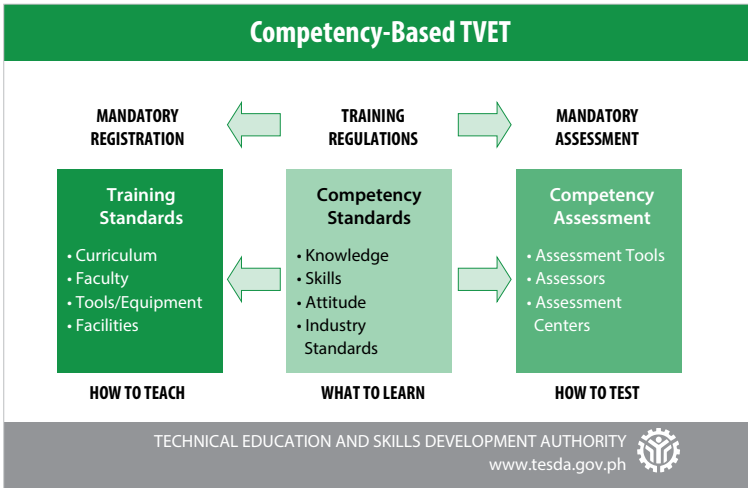 Competency-Based TVET
MANDATORY
REGISTRATION
TRAINING
REGULATIONS
MANDATORY
ASSESSMENT
Training
Standards
• Curriculum
• Faculty
• Tools/Equipment
• Facilities
Competency
Standards
• Knowledge
• Skills
• Attitude
• Industry
Standards
Competency
Assessment
• Assessment Tools
• Assessors
• Assessment
Centers
HOW TO TEACH
WHAT TO LEARN
HOW TO TEST
TECHNICAL EDUCATION AND SKILLS DEVELOPMENT AUTHORITY
www.tesda.gov.ph